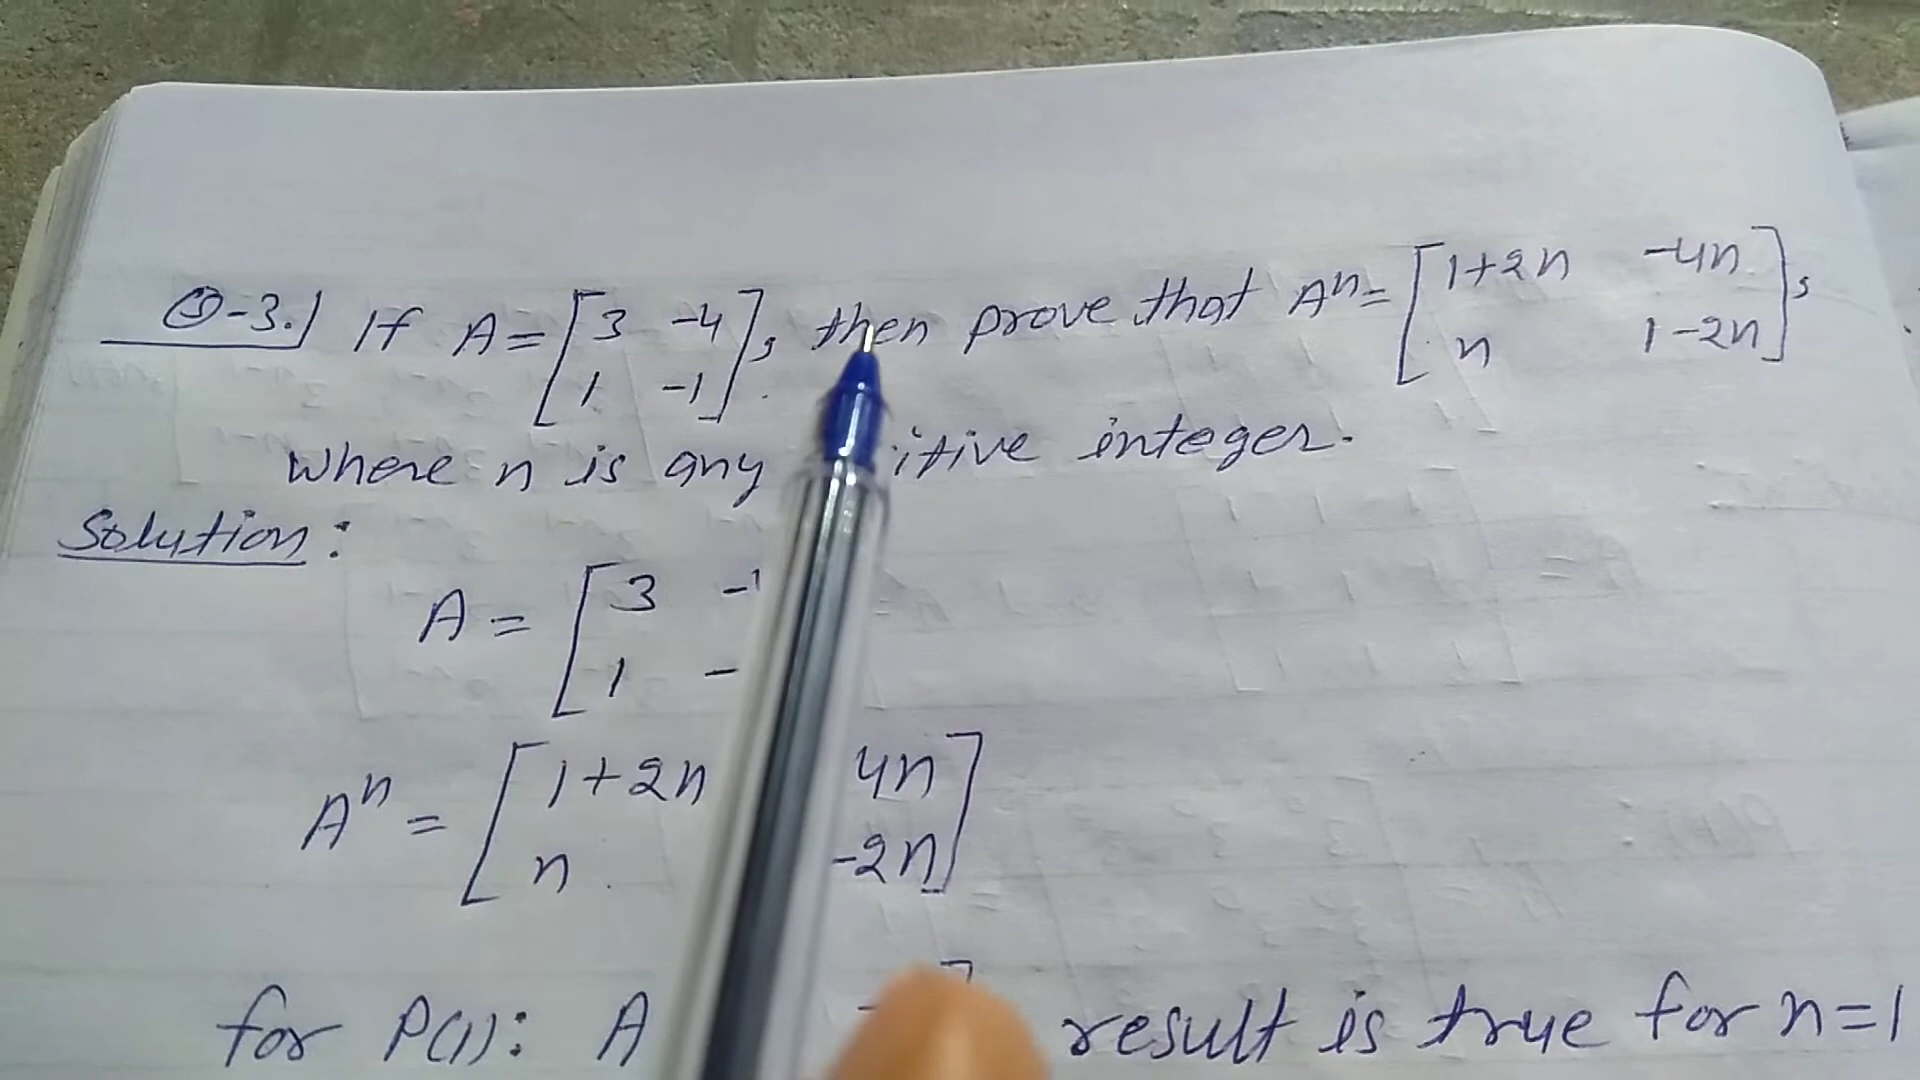 Q-3.) If A = [3 -4], then prove that Aⁿ = [1+2n -4n],
[1 -1] [n 1-2n]
where n is any itive integer.
Solution:
A = [3
[1 -
Aⁿ = [1+2n 4n]
[n -2n]
for P(1): A result is true for n=1